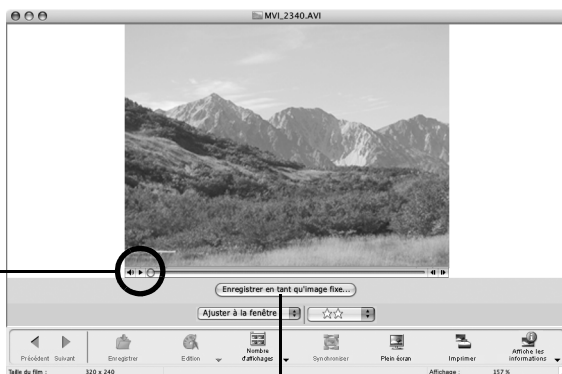 MVI_2340.AVI
Enregistrer en tant qu'image fixe...
Ajuster à la fenêtre
Précédent Suivant Enregistrer Edition Nombre d'affichages Synchroniser Plein écran Imprimer Affiche les informations
Taille du film : 320 x 240 Affichage : 157 %